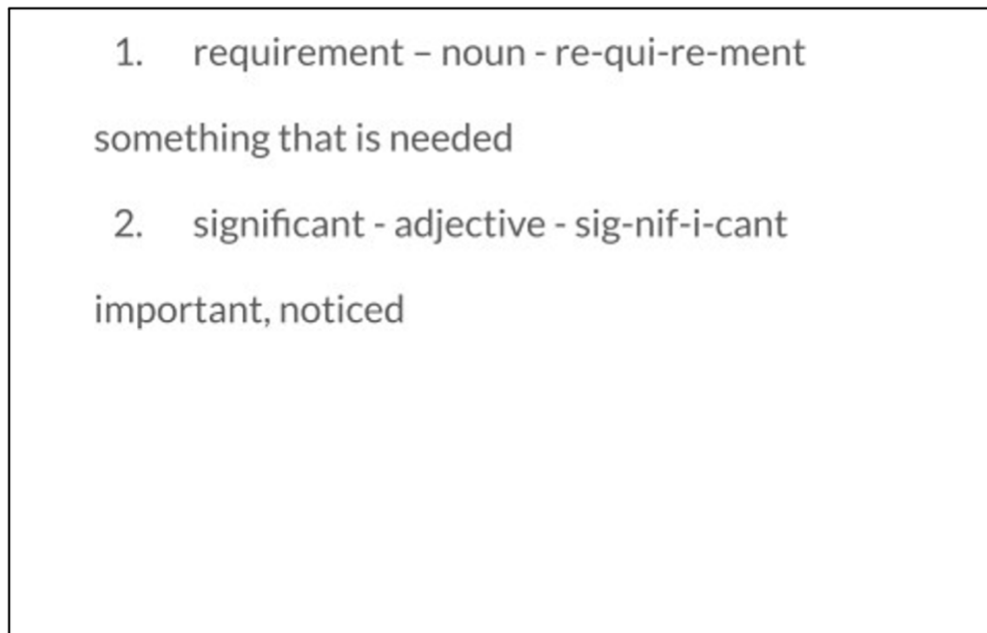 1. requirement – noun - re-qui-re-ment
something that is needed
2. significant - adjective - sig-nif-i-cant
important, noticed